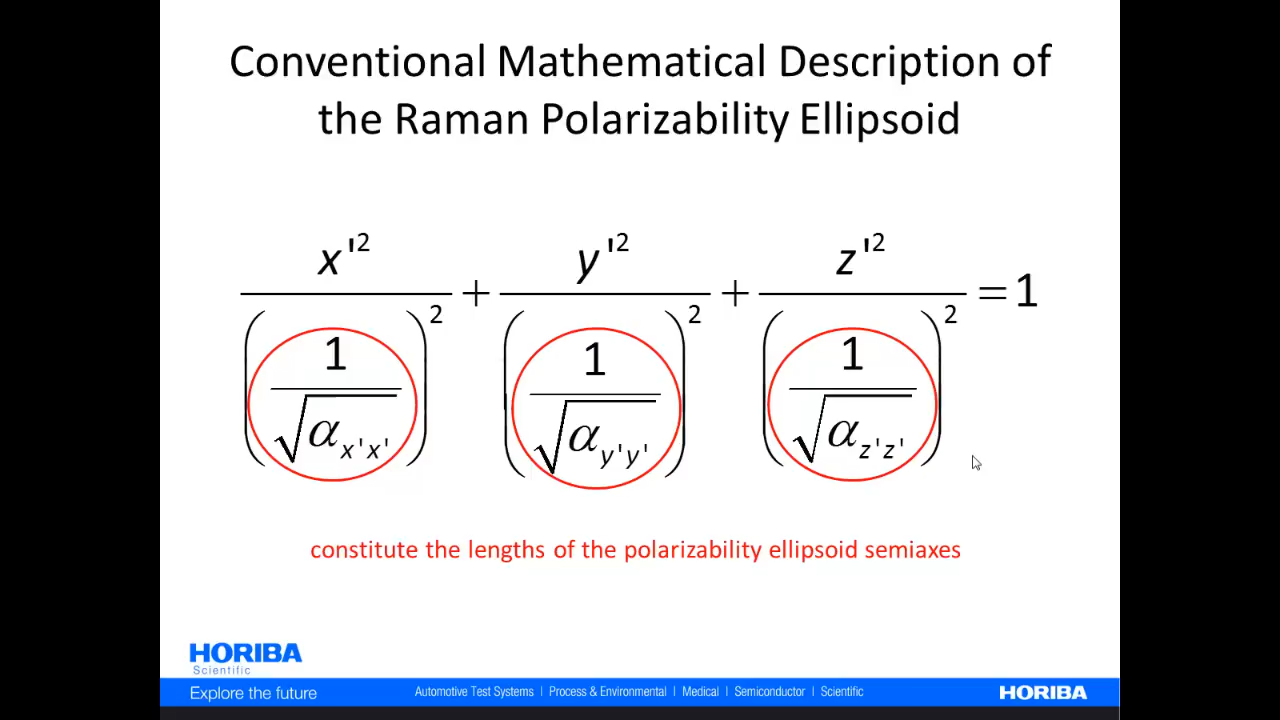 Conventional Mathematical Description of
the Raman Polarizability Ellipsoid
x'² / (1 / √α_x'x')² + y'² / (1 / √α_y'y')² + z'² / (1 / √α_z'z')² = 1
constitute the lengths of the polarizability ellipsoid semiaxes
HORIBA
Scientific
Explore the future
Automotive Test Systems | Process & Environmental | Medical | Semiconductor | Scientific
HORIBA